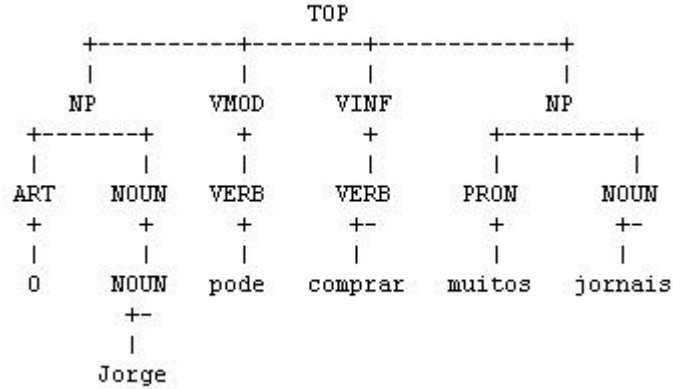 TOP
NP VMOD VINF NP
ART NOUN VERB VERB PRON NOUN
O NOUN pode comprar muitos jornais
Jorge